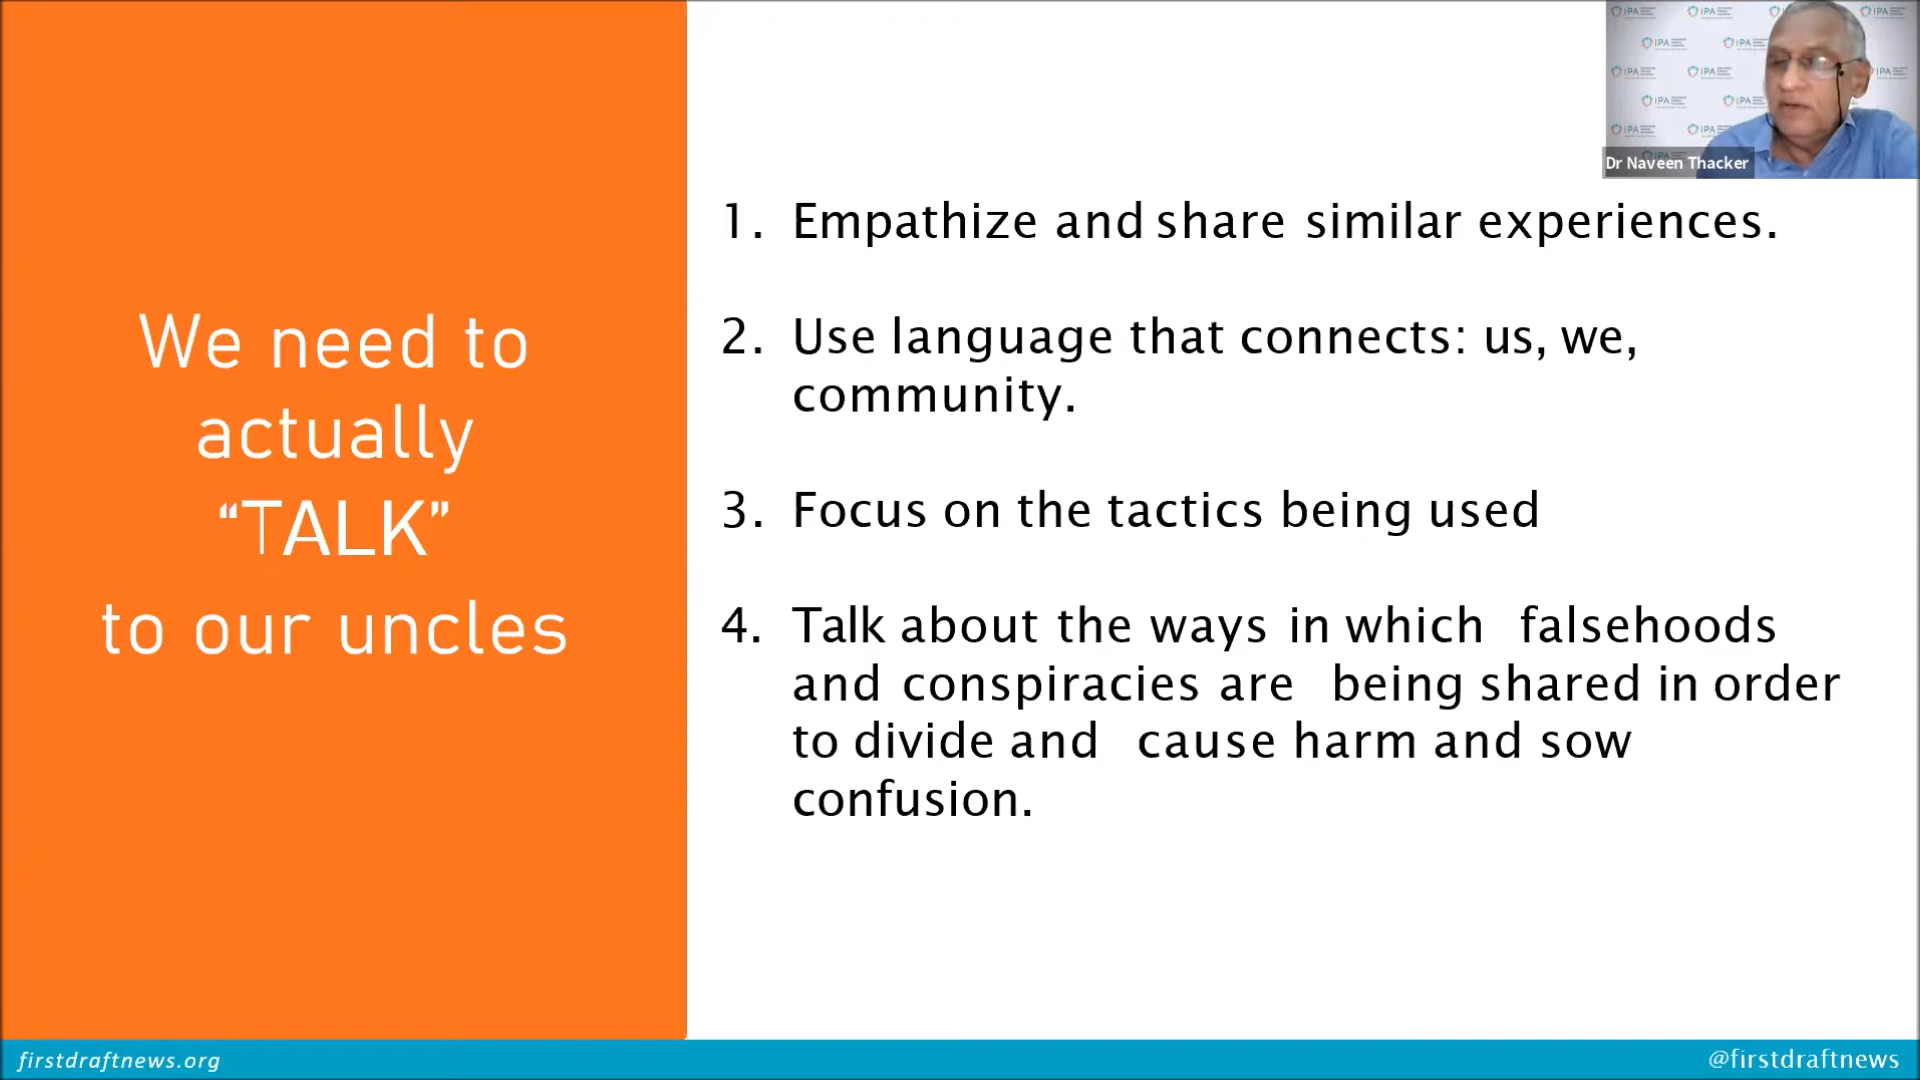 We need to
actually
“TALK”
to our uncles
1. Empathize and share similar experiences.
2. Use language that connects: us, we,
community.
3. Focus on the tactics being used
4. Talk about the ways in which falsehoods
and conspiracies are being shared in order
to divide and cause harm and sow
confusion.
IPA
Dr Naveen Thacker
firstdraftnews.org
@firstdraftnews